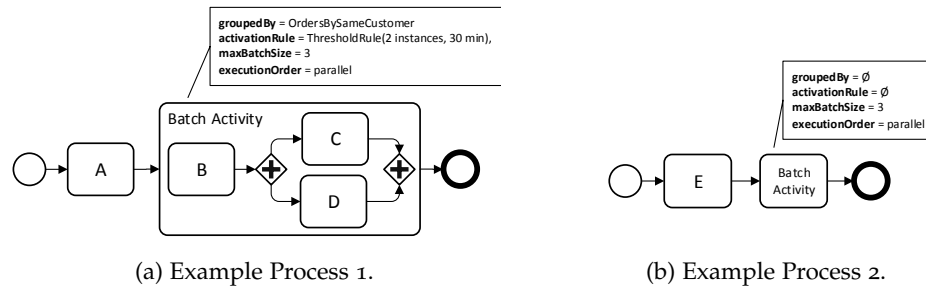 groupedBy = OrdersBySameCustomer
activationRule = ThresholdRule(2 instances, 30 min),
maxBatchSize = 3
executionOrder = parallel
Batch Activity
A
B
C
D
(a) Example Process 1.
groupedBy = Ø
activationRule = Ø
maxBatchSize = 3
executionOrder = parallel
E
Batch
Activity
(b) Example Process 2.